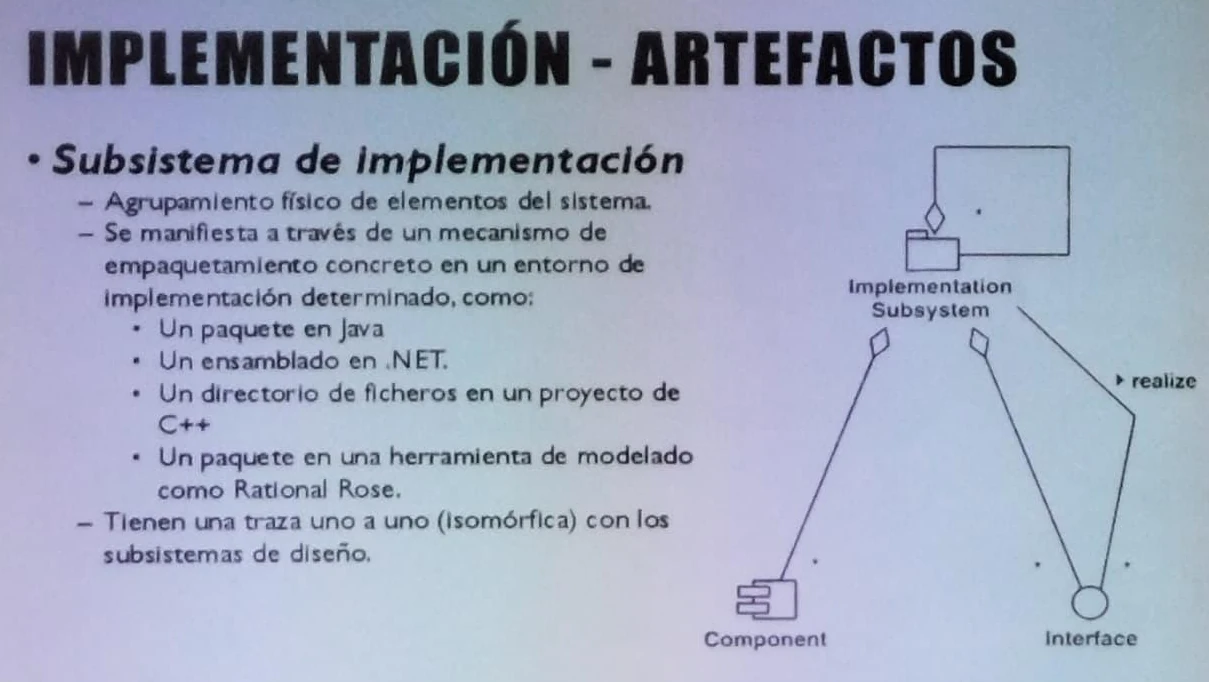 IMPLEMENTACIÓN - ARTEFACTOS
• Subsistema de implementación
– Agrupamiento físico de elementos del sistema.
– Se manifiesta a través de un mecanismo de
empaquetamiento concreto en un entorno de
implementación determinado, como:
• Un paquete en Java
• Un ensamblado en .NET.
• Un directorio de ficheros en un proyecto de
C++
• Un paquete en una herramienta de modelado
como Rational Rose.
– Tienen una traza uno a uno (isomórfica) con los
subsistemas de diseño.
Implementation
Subsystem
realize
Component
Interface